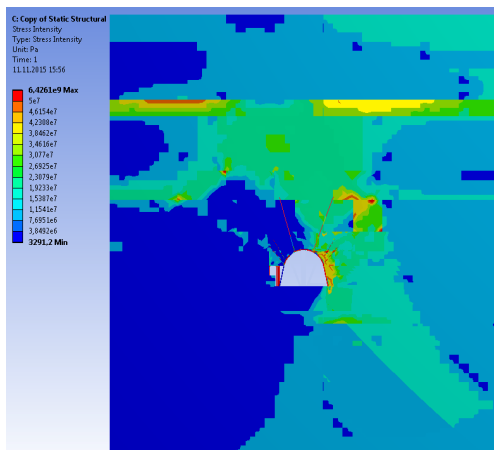 C: Copy of Static Structural
Stress Intensity
Type: Stress Intensity
Unit: Pa
Time: 1
11.11.2015 15:56
6,4261e9 Max
5e7
4,6154e7
4,2308e7
3,8462e7
3,4616e7
3,077e7
2,6925e7
2,3079e7
1,9233e7
1,5387e7
1,1541e7
7,6951e6
3,8492e6
3291,2 Min